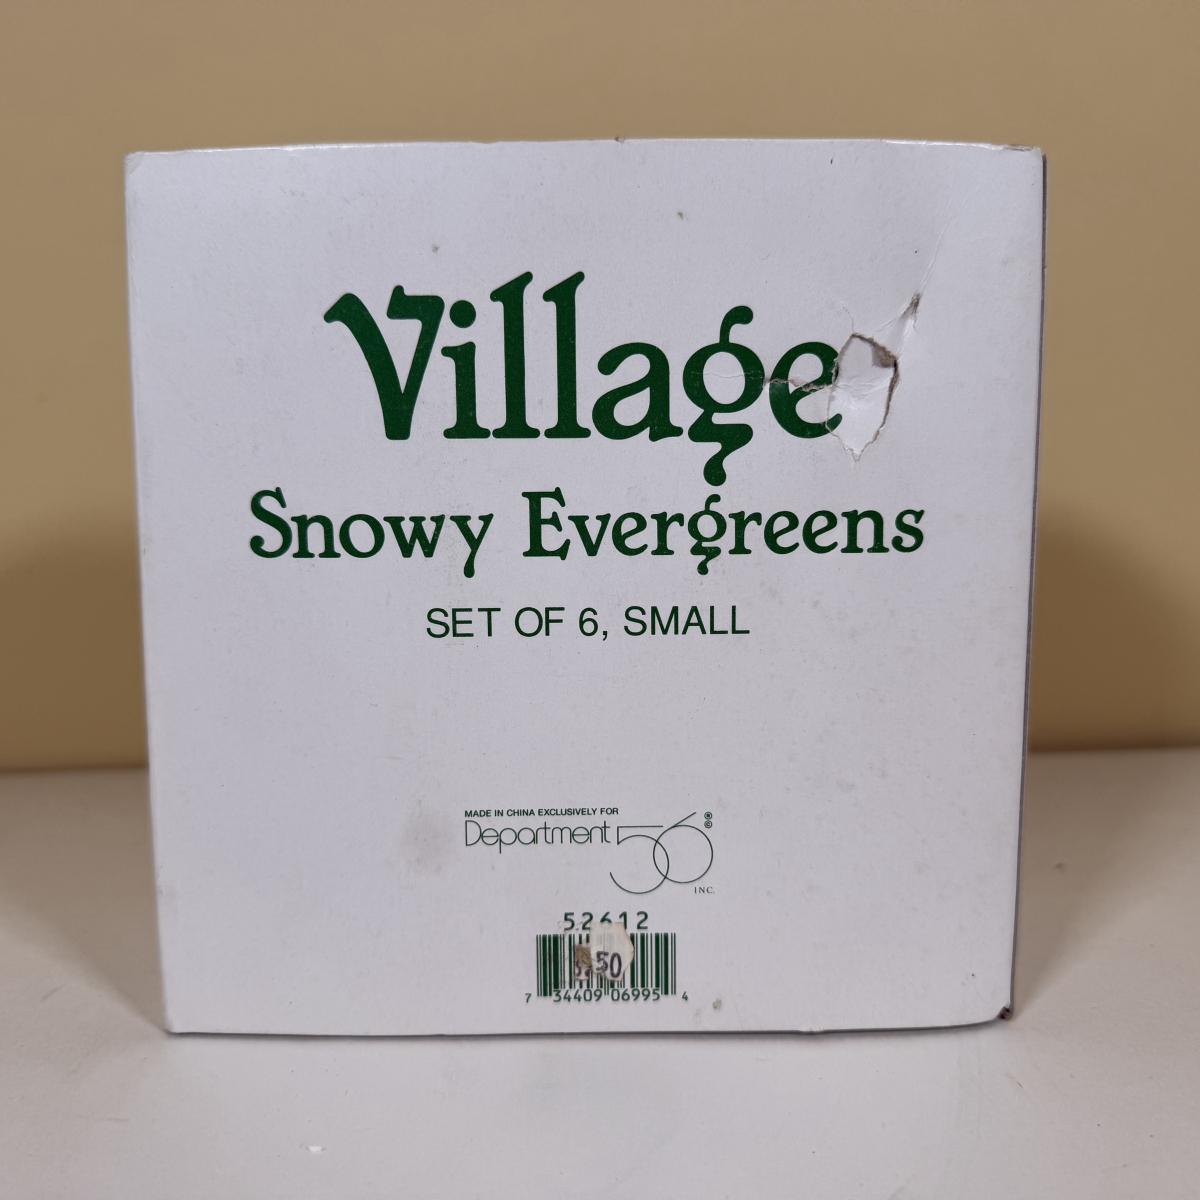 Village
Snowy Evergreens
SET OF 6, SMALL
MADE IN CHINA EXCLUSIVELY FOR
Department 56 ® ©
INC.
52612
50
7 34409 06995 4